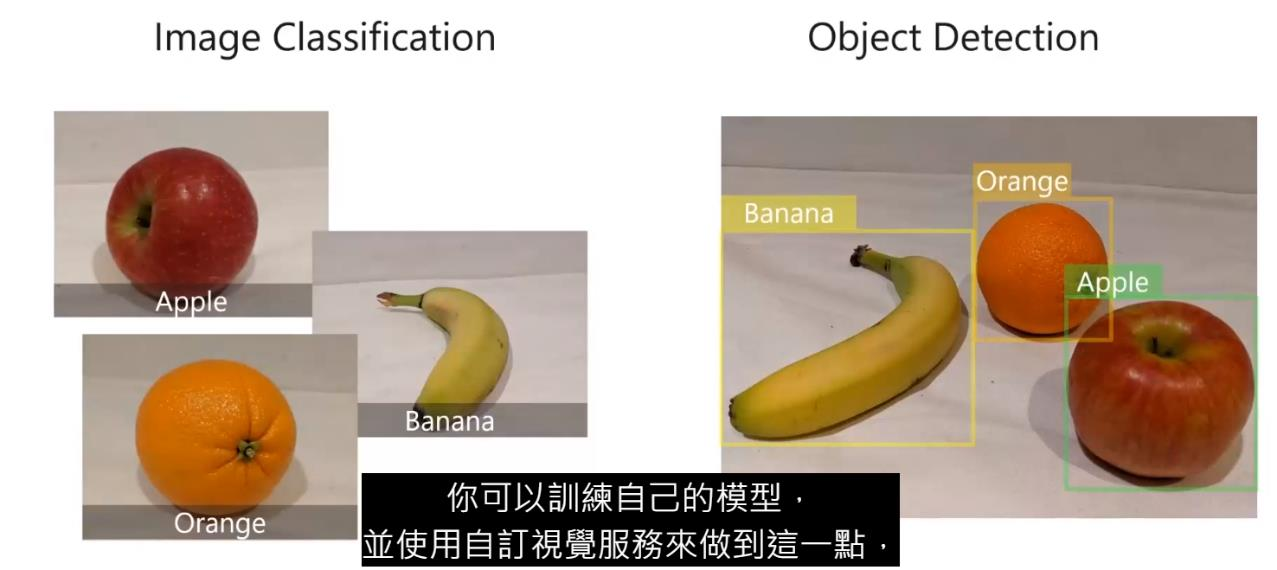 Image Classification
Object Detection
Apple
Banana
Orange
Banana
Orange
Apple
你可以訓練自己的模型，
並使用自訂視覺服務來做到這一點，